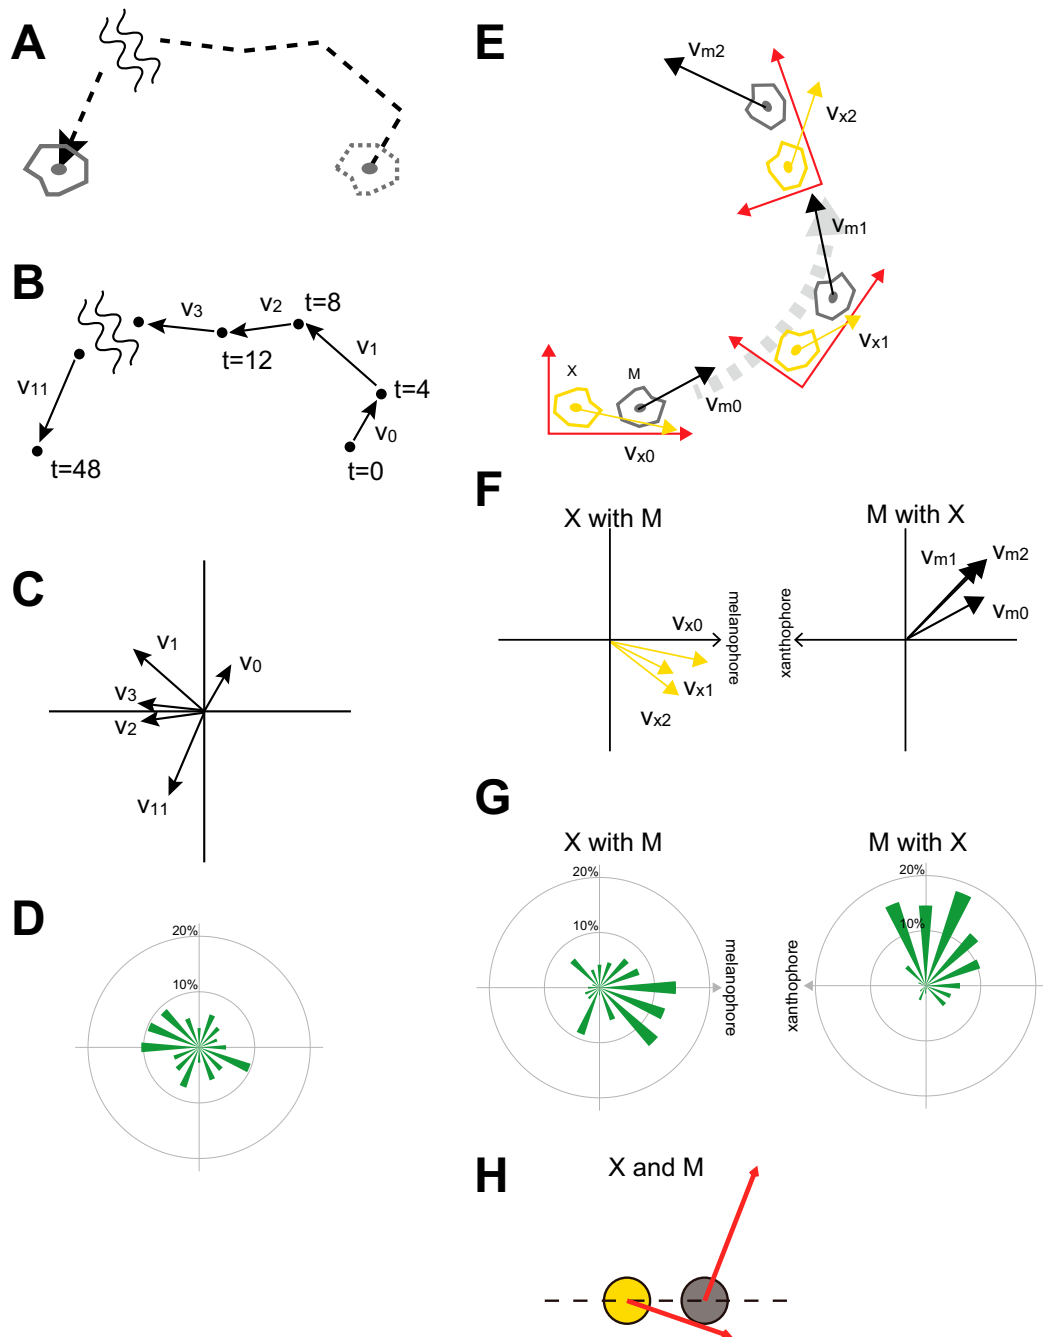 A
B
v3
v2
t=8
v1
t=12
v11
t=4
v0
t=48
t=0
C
v1
v0
v3
v2
v11
D
20%
10%
E
vm2
vx2
vm1
vx1
X
M
vm0
vx0
F
X with M
M with X
vx0
vx1
vx2
melanophore
xanthophore
vm1
vm2
vm0
G
X with M
M with X
20%
10%
melanophore
xanthophore
20%
10%
H
X and M